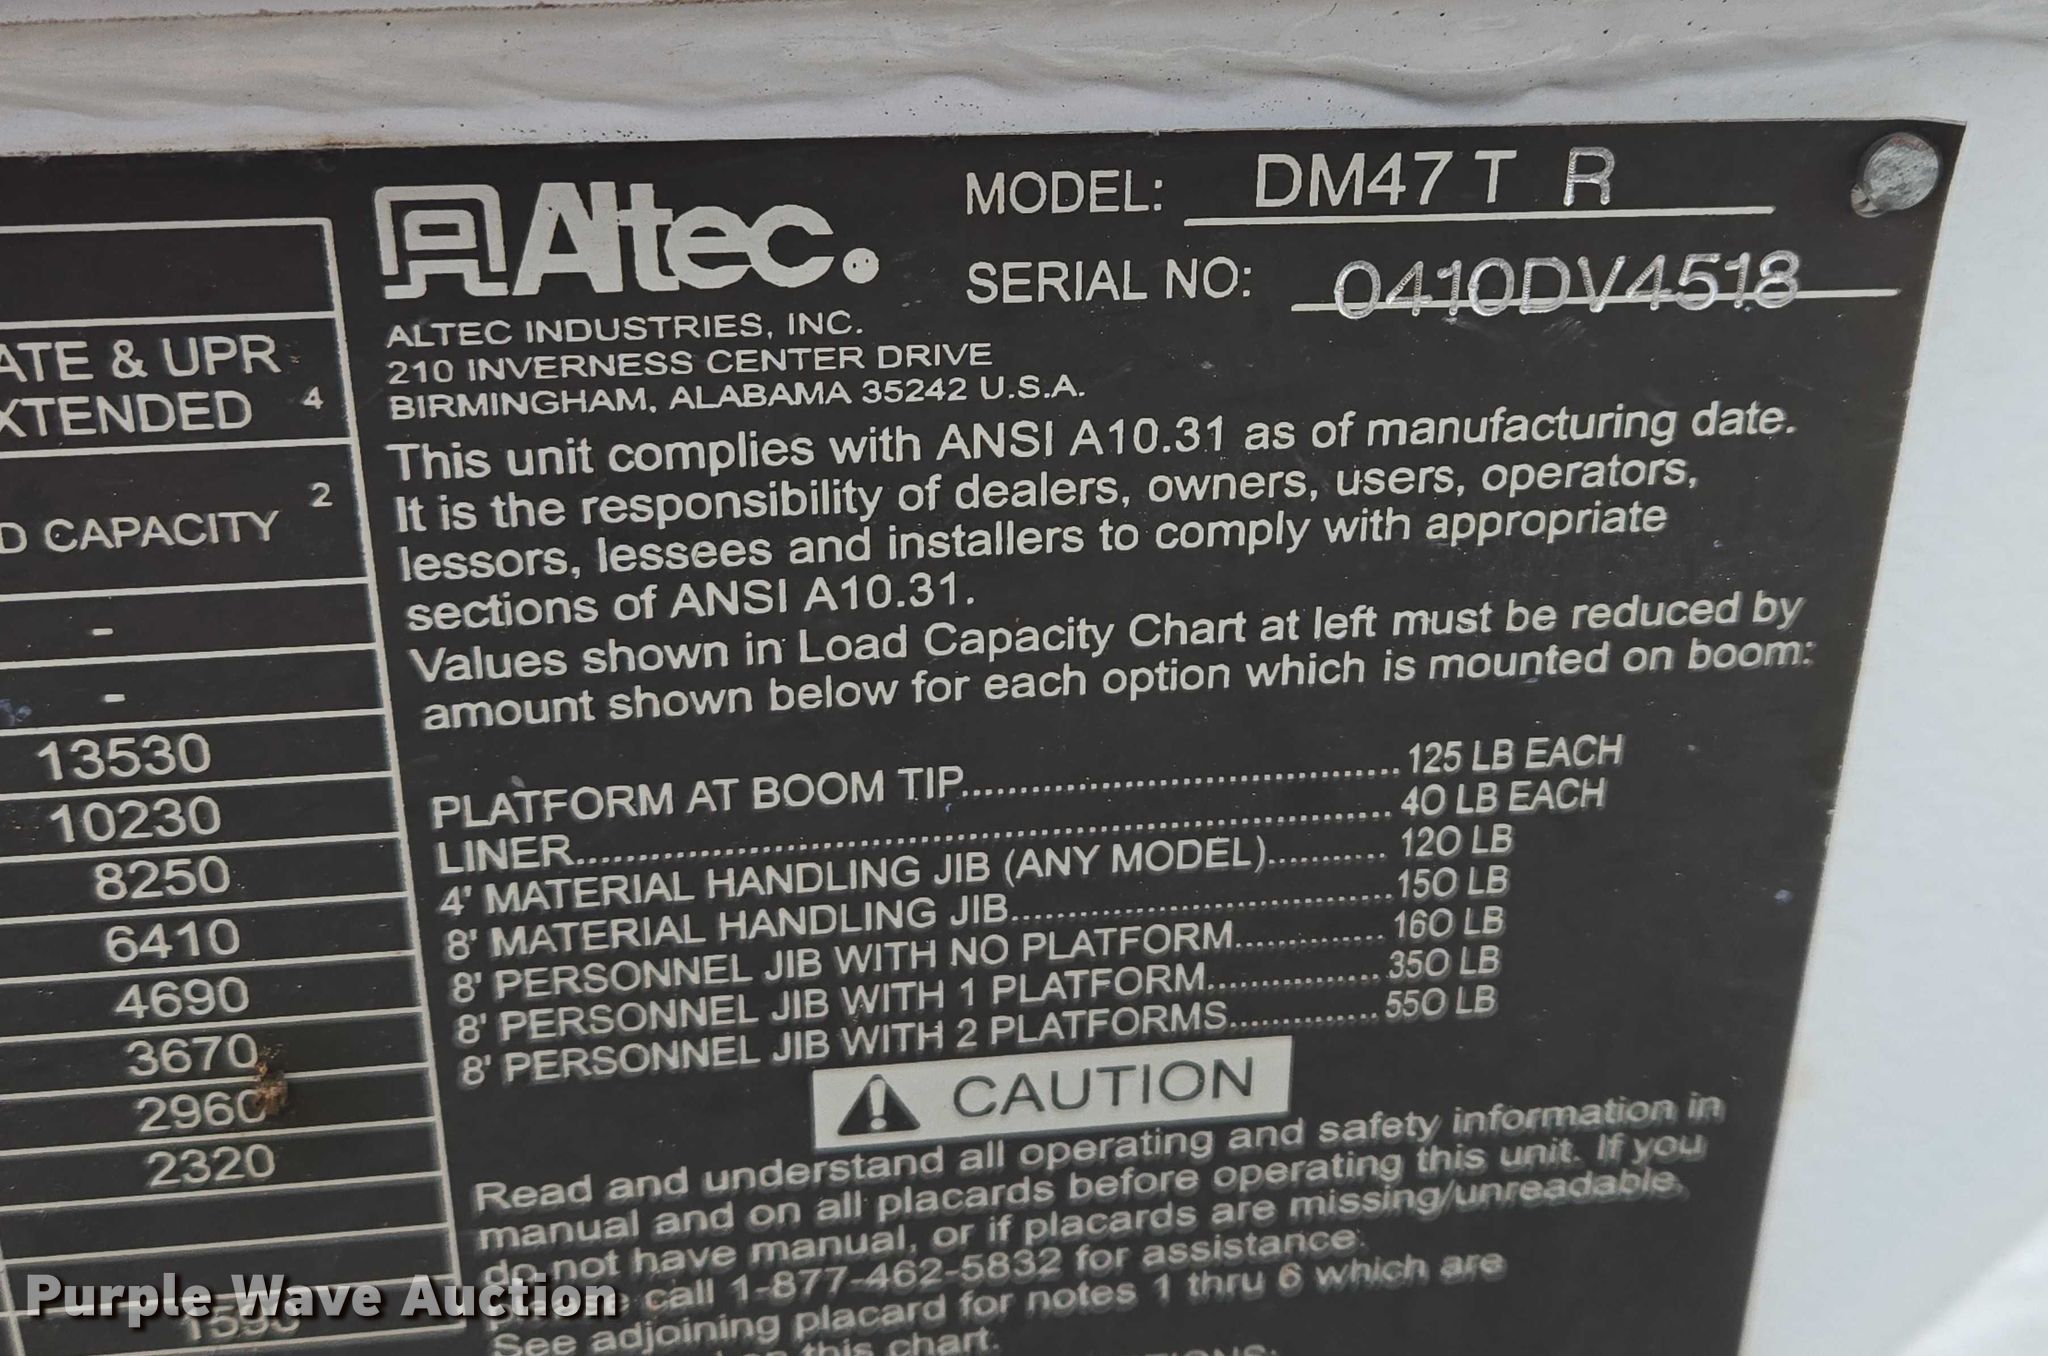 ATE & UPR
XTENDED 4
D CAPACITY 2
-
-
13530
10230
8250
6410
4690
3670
2960
2320
Altec.
MODEL: DM47 T R
SERIAL NO: 0410DV4518
ALTEC INDUSTRIES, INC.
210 INVERNESS CENTER DRIVE
BIRMINGHAM, ALABAMA 35242 U.S.A.
This unit complies with ANSI A10.31 as of manufacturing date.
It is the responsibility of dealers, owners, users, operators,
lessors, lessees and installers to comply with appropriate
sections of ANSI A10.31.
Values shown in Load Capacity Chart at left must be reduced by
amount shown below for each option which is mounted on boom:
PLATFORM AT BOOM TIP 125 LB EACH
LINER 40 LB EACH
4' MATERIAL HANDLING JIB (ANY MODEL) 120 LB
8' MATERIAL HANDLING JIB 150 LB
8' PERSONNEL JIB WITH NO PLATFORM 160 LB
8' PERSONNEL JIB WITH 1 PLATFORM 350 LB
8' PERSONNEL JIB WITH 2 PLATFORMS 550 LB
CAUTION
Read and understand all operating and safety information in
manual and on all placards before operating this unit. If you
do not have manual, or if placards are missing/unreadable,
please call 1-877-462-5832 for assistance.
See adjoining placard for notes 1 thru 6 which are
on this chart.
Purple Wave Auction